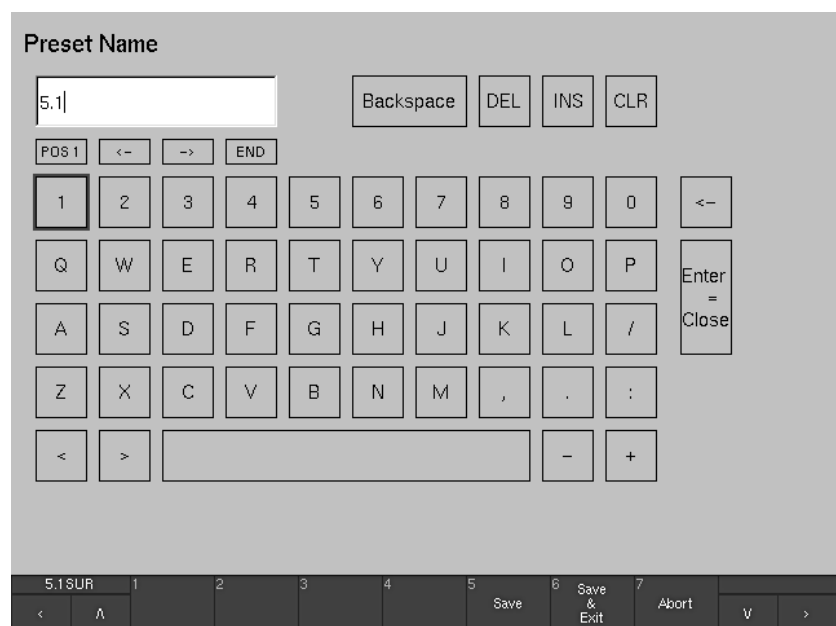 Preset Name
5.1
Backspace DEL INS CLR
POS 1 <- -> END
1 2 3 4 5 6 7 8 9 0 <-
Q W E R T Y U I O P
Enter
=
Close
A S D F G H J K L /
Z X C V B N M , . :
< > - +
5.1SUR 1 2 3 4 5 6 7
Save
Save
&
Exit
Abort
< Λ V >